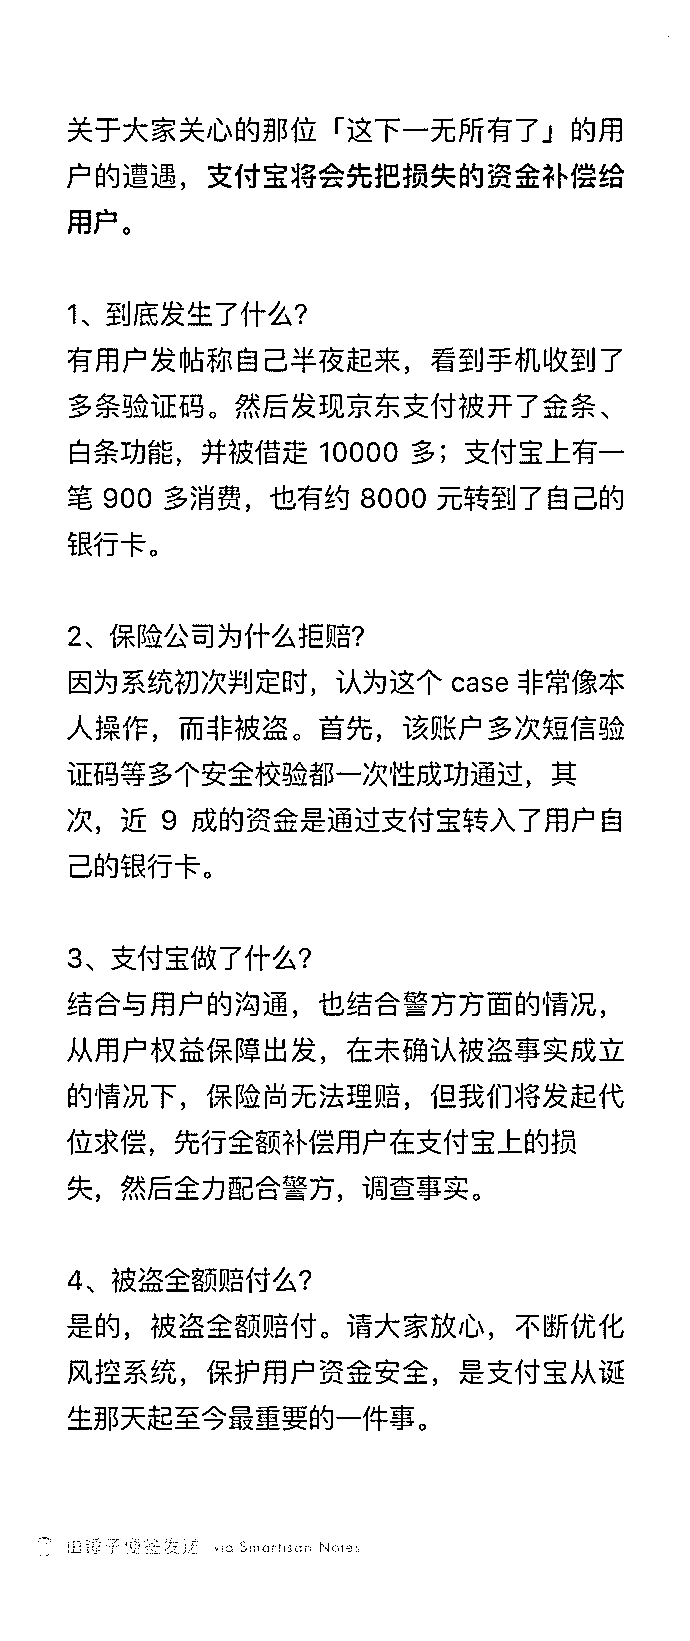 关于大家关心的那位「这下一无所有了」的用
户的遭遇，支付宝将会先把损失的资金补偿给
用户。
1、到底发生了什么？
有用户发帖称自己半夜起来，看到手机收到了
多条验证码。然后发现京东支付被开了金条、
白条功能，并被借走 10000 多；支付宝上有一
笔 900 多消费，也有约 8000 元转到了自己的
银行卡。
2、保险公司为什么拒赔？
因为系统初次判定时，认为这个 case 非常像本
人操作，而非被盗。首先，该账户多次短信验
证码等多个安全校验都一次性成功通过，其
次，近 9 成的资金是通过支付宝转入了用户自
己的银行卡。
3、支付宝做了什么？
结合与用户的沟通，也结合警方方面的情况，
从用户权益保障出发，在未确认被盗事实成立
的情况下，保险尚无法理赔，但我们将发起代
位求偿，先行全额补偿用户在支付宝上的损
失，然后全力配合警方，调查事实。
4、被盗全额赔付么？
是的，被盗全额赔付。请大家放心，不断优化
风控系统，保护用户资金安全，是支付宝从诞
生那天起至今最重要的一件事。
由锤子便签发送 via Smartisan Notes